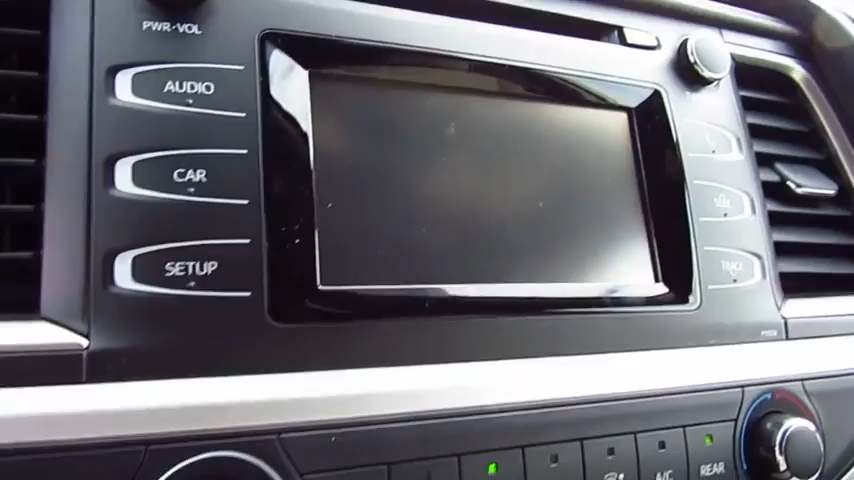 PWR·VOL
AUDIO
CAR
SETUP
SEEK
TRACK
A/C
REAR